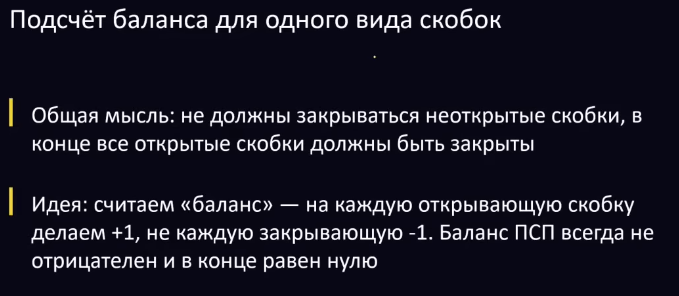 Подсчёт баланса для одного вида скобок
Общая мысль: не должны закрываться неоткрытые скобки, в
конце все открытые скобки должны быть закрыты
Идея: считаем «баланс» — на каждую открывающую скобку
делаем +1, не каждую закрывающую -1. Баланс ПСП всегда не
отрицателен и в конце равен нулю